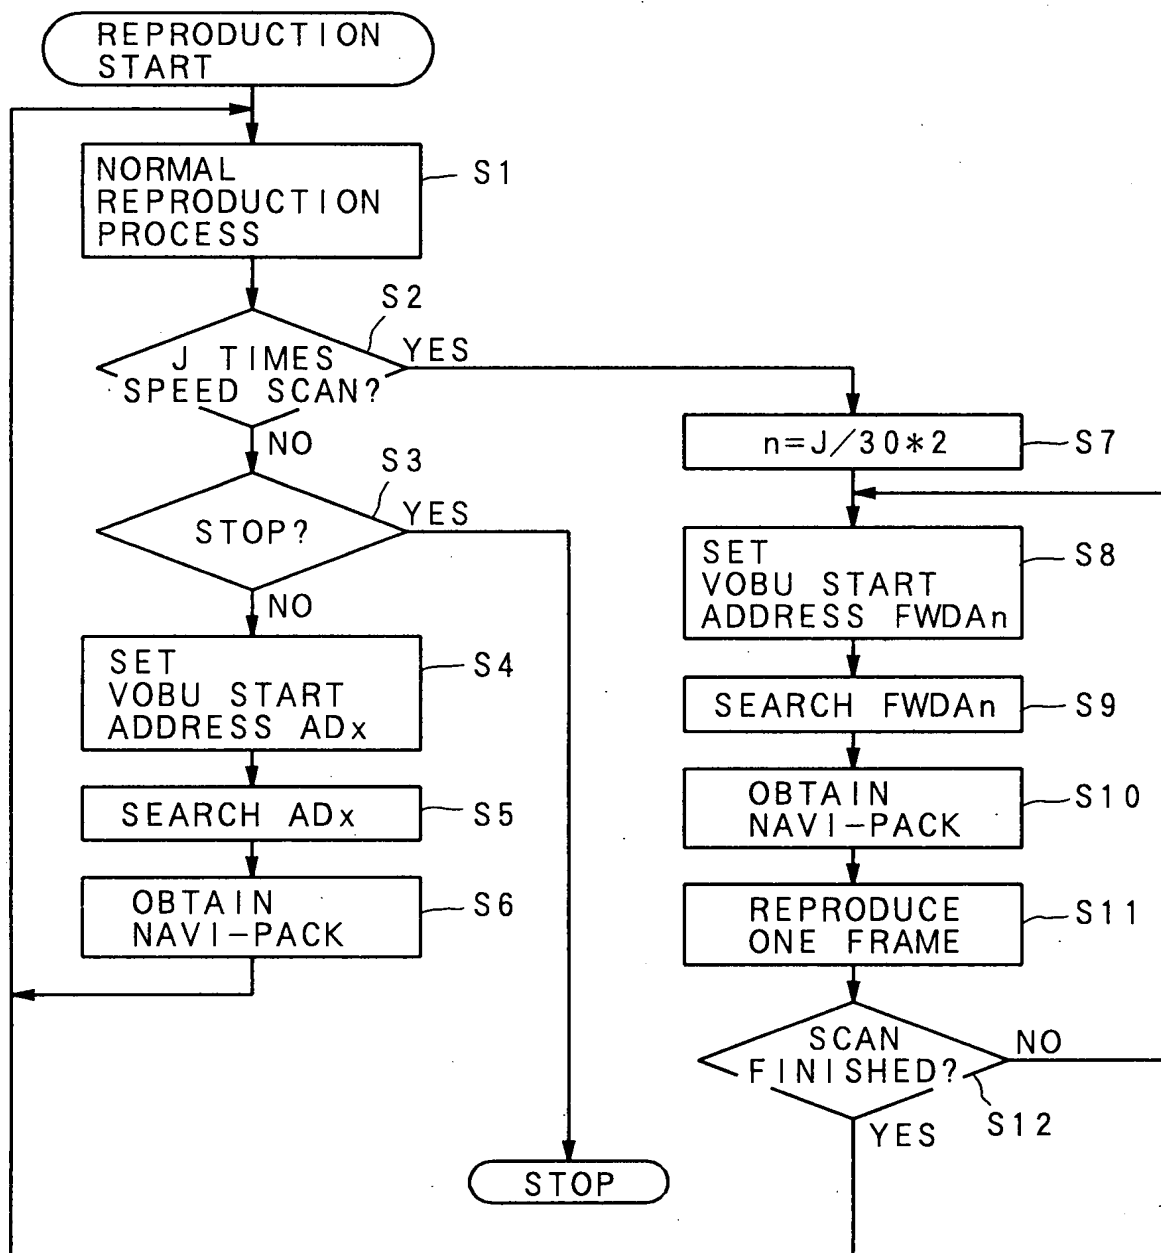 REPRODUCTION
START
NORMAL
REPRODUCTION
PROCESS
S1
J TIMES
SPEED SCAN?
S2
YES
NO
STOP?
S3
YES
NO
SET
VOBU START
ADDRESS ADx
S4
SEARCH ADx
S5
OBTAIN
NAVI-PACK
S6
STOP
n=J/30*2
S7
SET
VOBU START
ADDRESS FWDAn
S8
SEARCH FWDAn
S9
OBTAIN
NAVI-PACK
S10
REPRODUCE
ONE FRAME
S11
SCAN
FINISHED?
NO
S12
YES